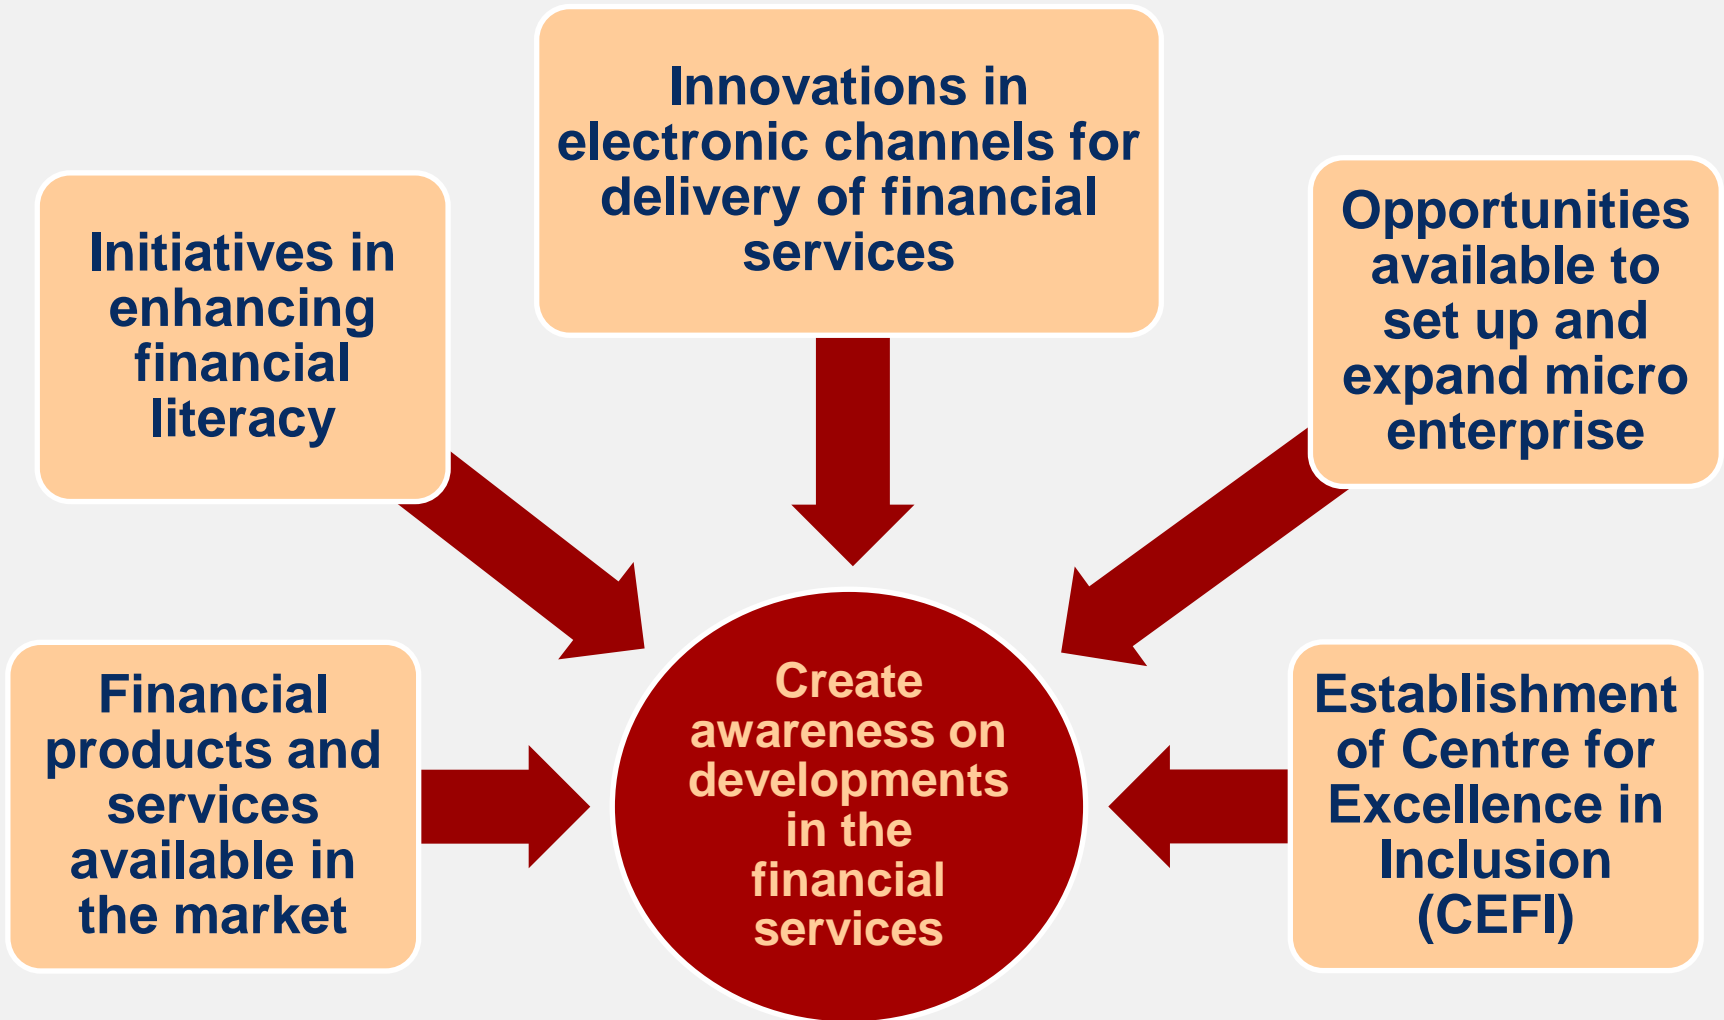 Innovations in
electronic channels for
delivery of financial
services
Initiatives in
enhancing
financial
literacy
Opportunities
available to
set up and
expand micro
enterprise
Financial
products and
services
available in
the market
Create
awareness on
developments
in the
financial
services
Establishment
of Centre for
Excellence in
Inclusion
(CEFI)